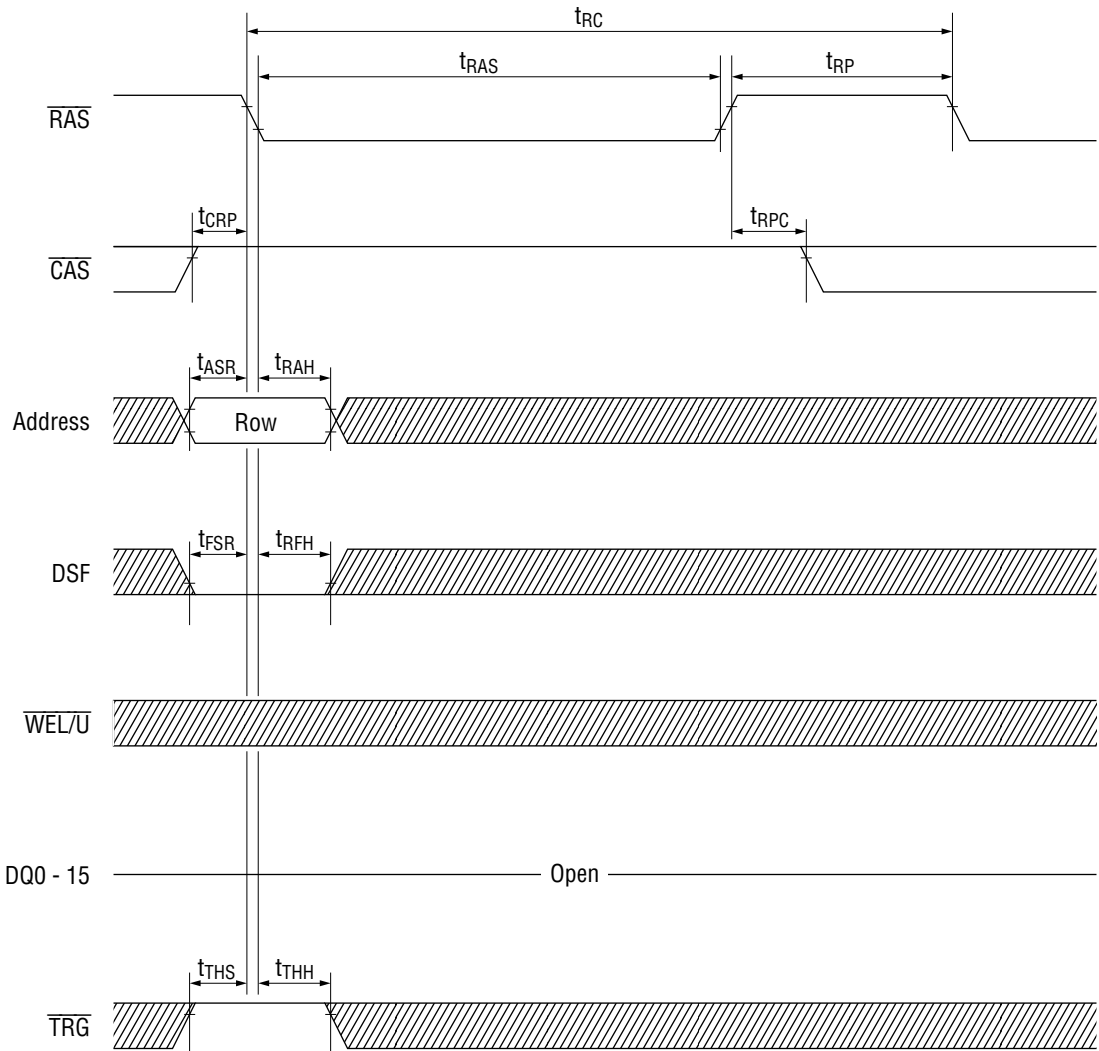 tRC
tRAS
tRP
RAS
tCRP
tRPC
CAS
tASR
tRAH
Address
Row
tFSR
tRFH
DSF
WEL/U
DQ0 - 15
Open
tTHS
tTHH
TRG